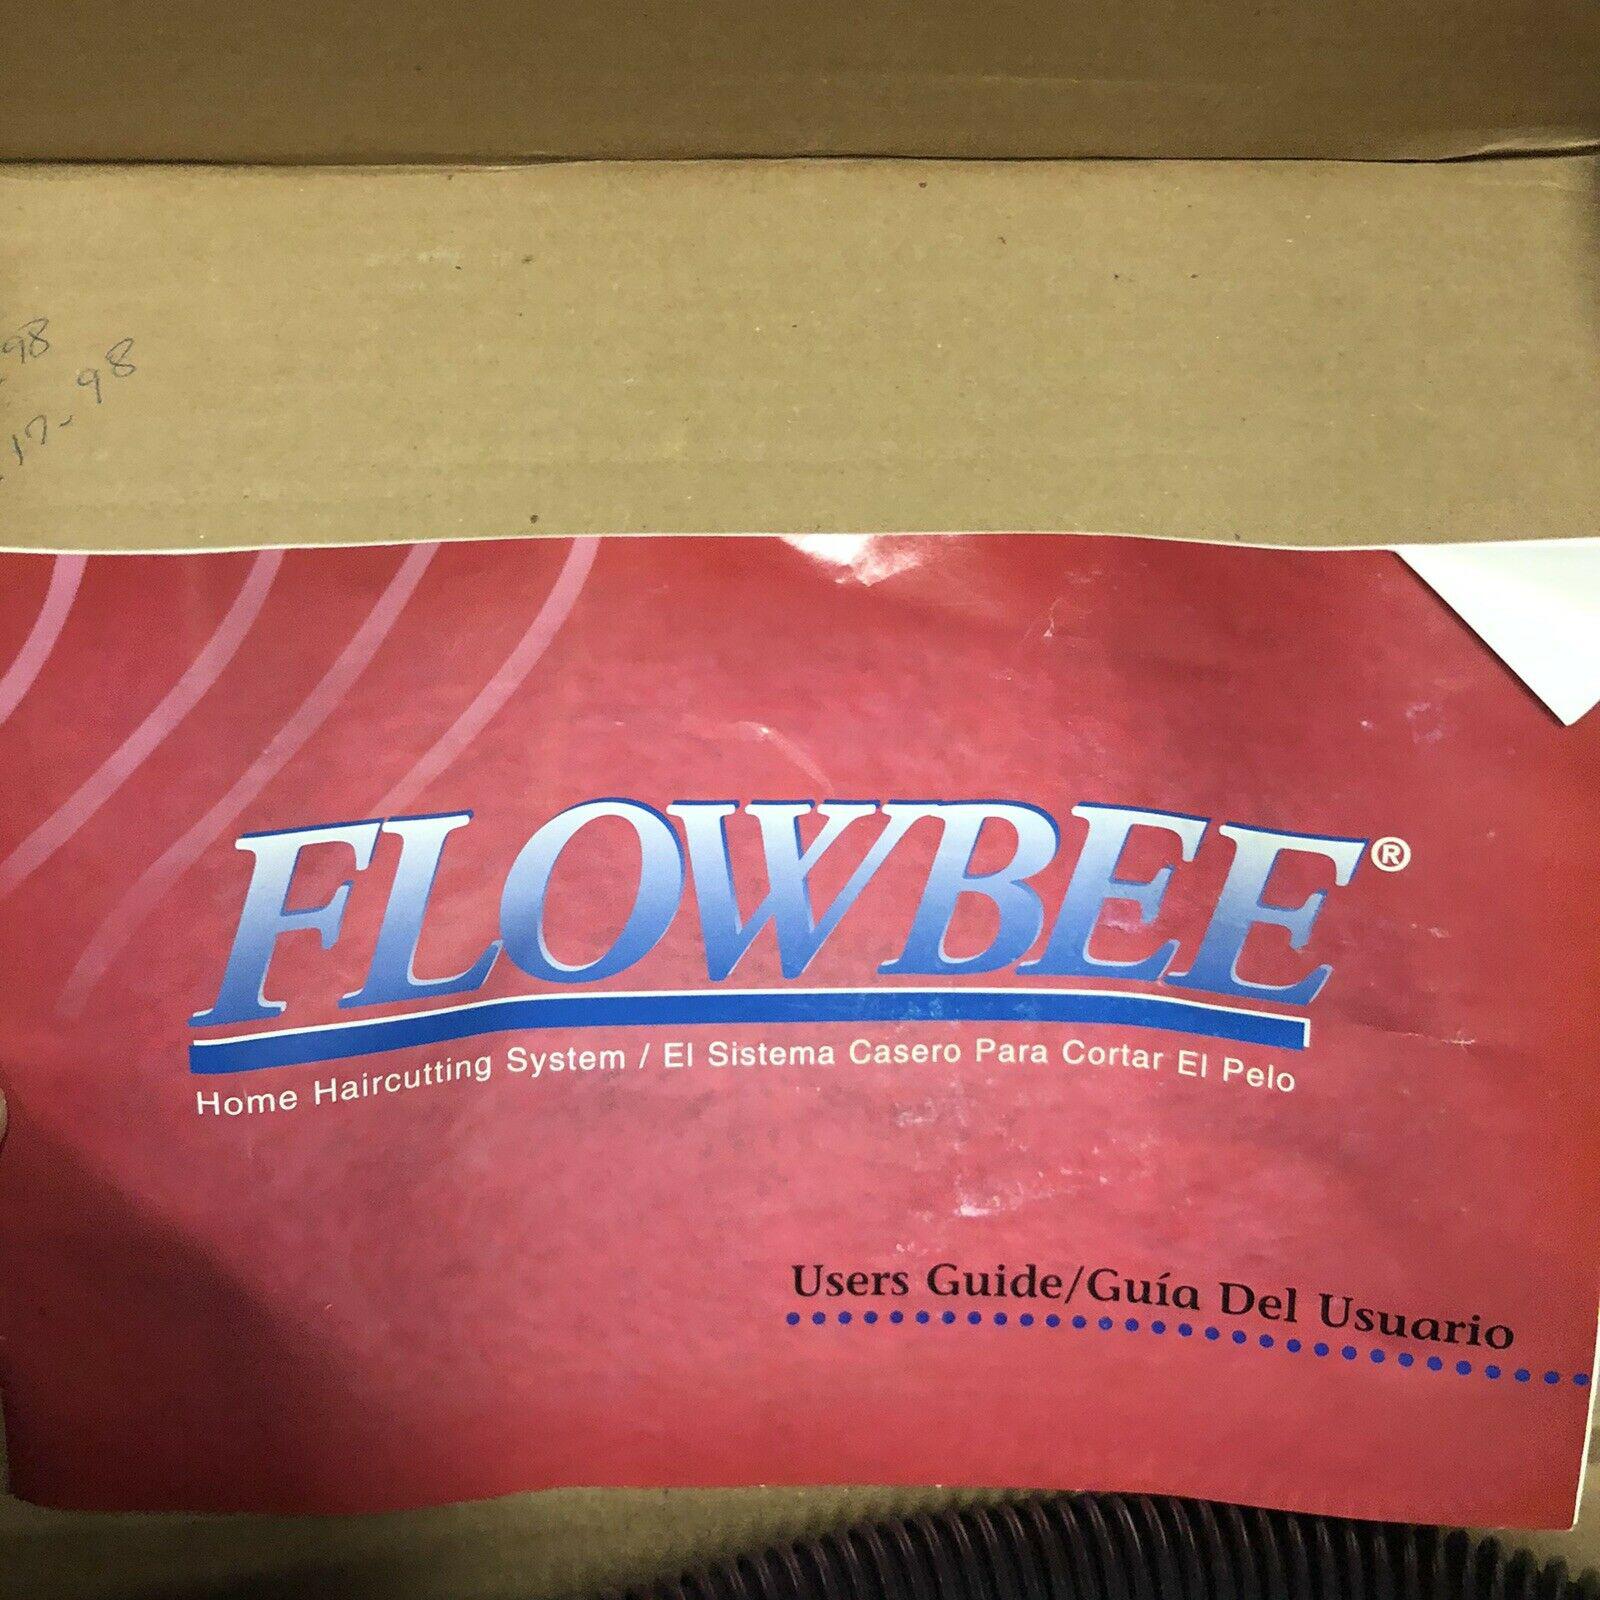 98
17-98
FLOWBEE®
Home Haircutting System / El Sistema Casero Para Cortar El Pelo
Users Guide/Guía Del Usuario